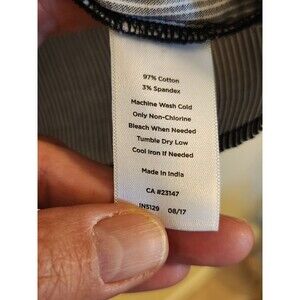 97% Cotton
3% Spandex
Machine Wash Cold
Only Non-Chlorine
Bleach When Needed
Tumble Dry Low
Cool Iron If Needed
Made In India
CA #23147
IN3129 08/17